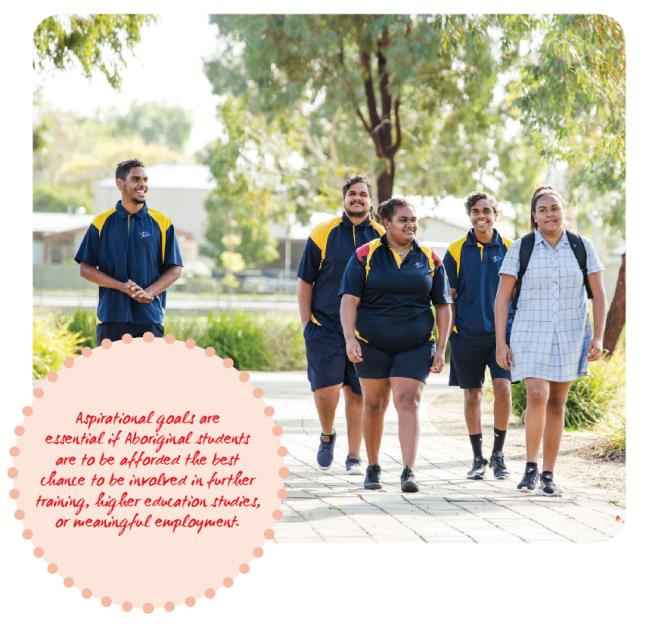 Aspirational goals are
essential if Aboriginal students
are to be afforded the best
chance to be involved in further
training, higher education studies,
or meaningful employment.